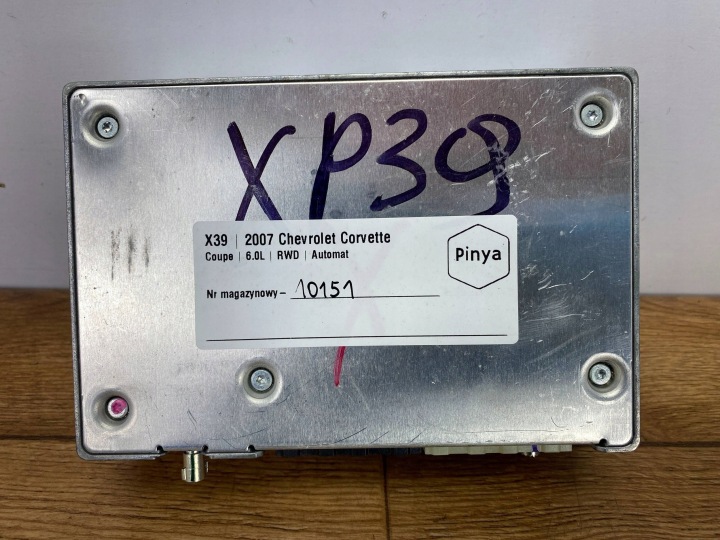 XP39
X39 | 2007 Chevrolet Corvette
Coupe | 6.0L | RWD | Automat
Pinya
Nr magazynowy – 10151